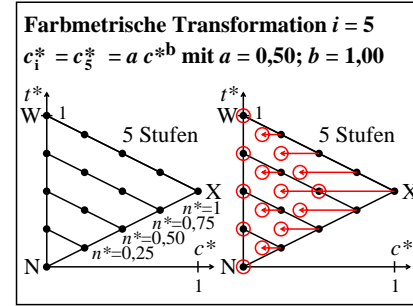 Farbmetrische Transformation i = 5
c*i = c*5 = a c*b mit a = 0,50; b = 1,00
t*
W 1
5 Stufen
X
n*=1
n*=0,75
n*=0,50
n*=0,25
N
c*
1
t*
W 1
5 Stufen
X
N
c*
1